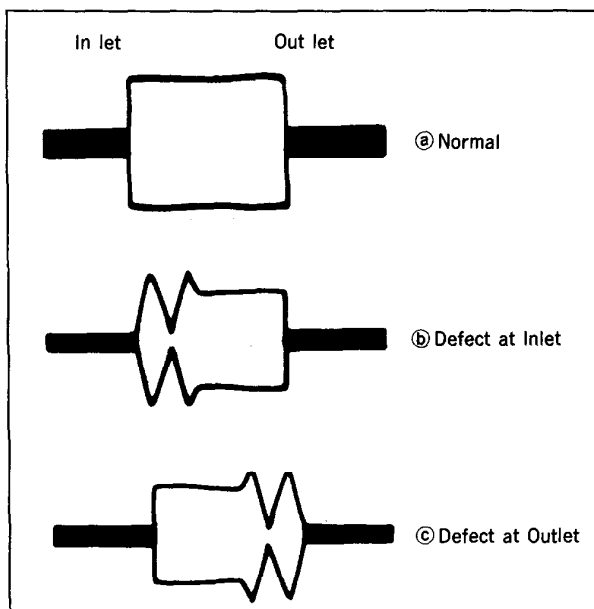 In let Out let
ⓐ Normal
ⓑ Defect at Inlet
ⓒ Defect at Outlet